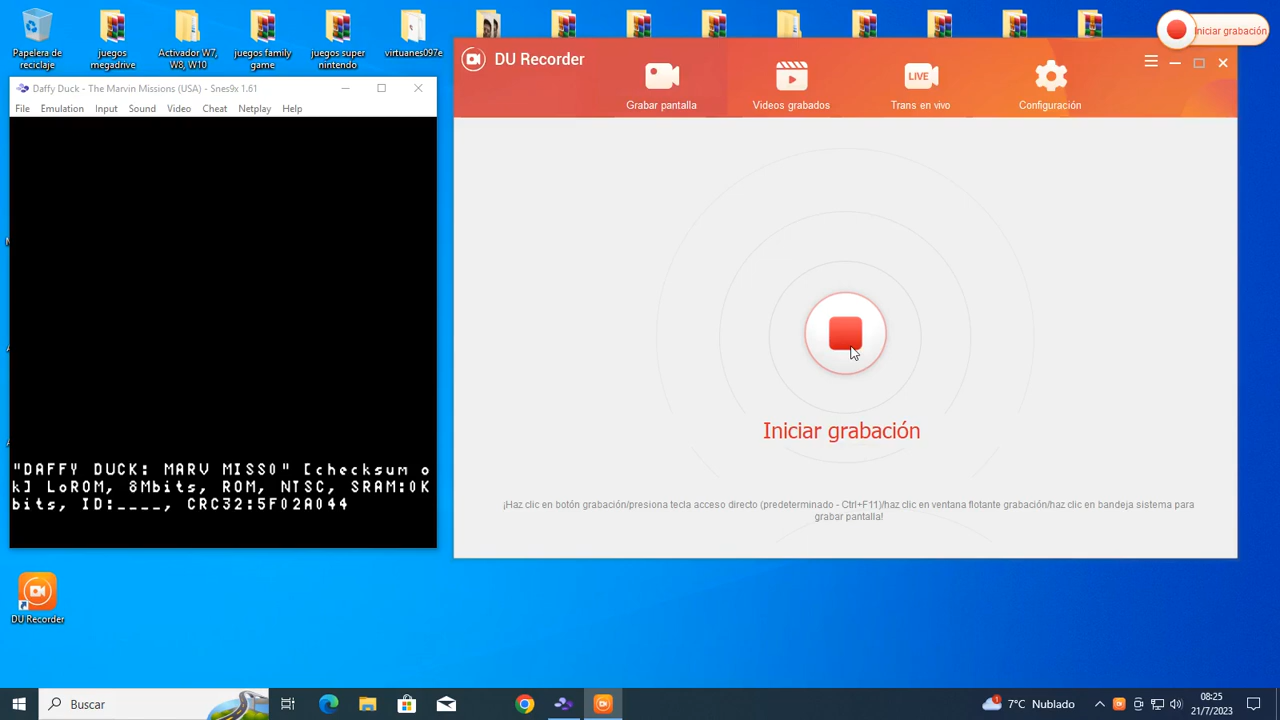 Papelera de reciclaje
juegos megadrive
Activador W7, W8, W10
juegos family game
juegos super nintendo
virtuanes097e
Iniciar grabación
Daffy Duck - The Marvin Missions (USA) - Snes9x 1.61
File Emulation Input Sound Video Cheat Netplay Help
"DAFFY DUCK: MARV MISSO" [checksum o
k] LoROM, 8Mbits, ROM, NTSC, SRAM:0K
bits, ID:____, CRC32:5F02A044
DU Recorder
Grabar pantalla
Videos grabados
LIVE
Trans en vivo
Configuración
Iniciar grabación
¡Haz clic en botón grabación/presiona tecla acceso directo (predeterminado - Ctrl+F11)/haz clic en ventana flotante grabación/haz clic en bandeja sistema para
grabar pantalla!
DU Recorder
Buscar
1
7°C Nublado
08:25
21/7/2023